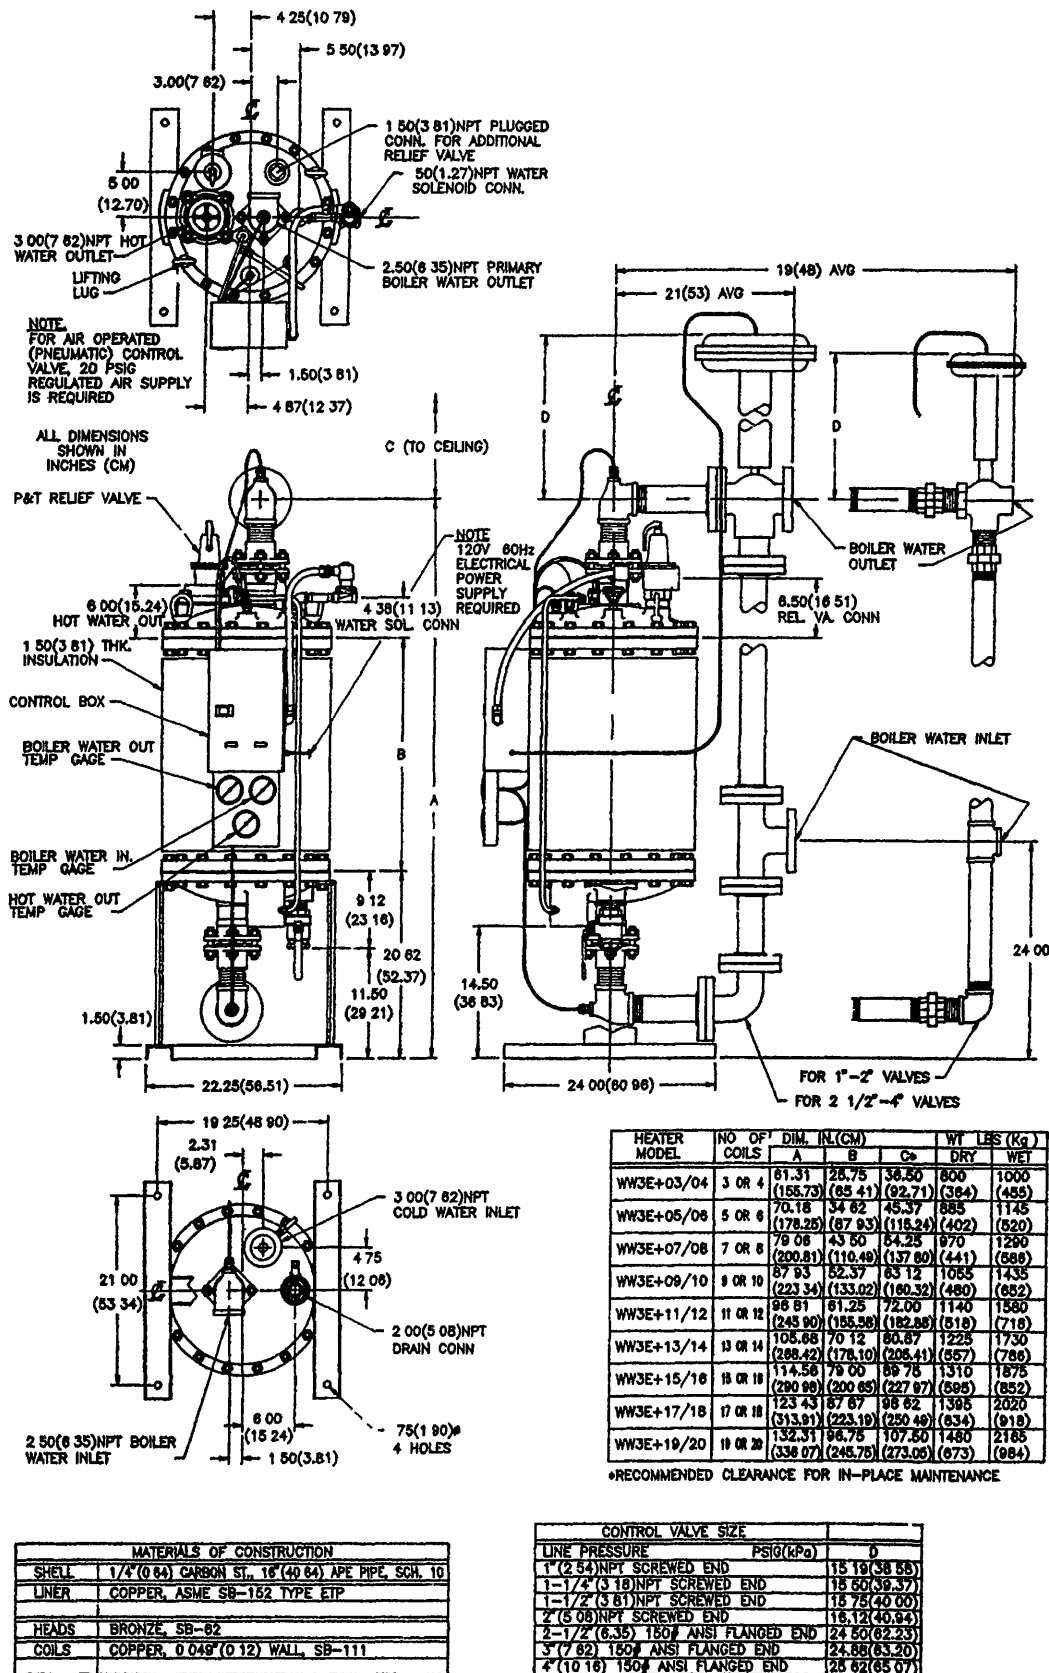 4 25(10 79)
5 50(13 97)
3.00(7 62)
1 50(3 81)NPT PLUGGED
CONN. FOR ADDITIONAL
RELIEF VALVE
50(1.27)NPT WATER
SOLENOID CONN.
5 00
(12.70)
3 00(7 62)NPT HOT
WATER OUTLET
LIFTING
LUG
2.50(6 35)NPT PRIMARY
BOILER WATER OUTLET
NOTE.
FOR AIR OPERATED
(PNEUMATIC) CONTROL
VALVE, 20 PSIG
REGULATED AIR SUPPLY
IS REQUIRED
1.50(3 81)
4 87(12 37)
19(48) AVG
21(53) AVG
D
D
C (TO CEILING)
ALL DIMENSIONS
SHOWN IN
INCHES (CM)
P&T RELIEF VALVE
NOTE
120V 60Hz
ELECTRICAL
POWER
SUPPLY
REQUIRED
BOILER WATER
OUTLET
6 00(15.24)
HOT WATER OUT
4 38(11 13)
WATER SOL. CONN
6.50(16 51)
REL. VA. CONN
1 50(3 81) THK.
INSULATION
CONTROL BOX
BOILER WATER OUT
TEMP GAGE
B
A
BOILER WATER INLET
BOILER WATER IN.
TEMP GAGE
HOT WATER OUT
TEMP GAGE
9 12
(23 16)
20 62
(52.37)
11.50
(29 21)
14.50
(36 83)
24 00
1.50(3.81)
22.25(56.51)
24 00(60 96)
FOR 1"-2" VALVES
FOR 2 1/2"-4" VALVES
19 25(48 90)
2.31
(5.87)
3 00(7 62)NPT
COLD WATER INLET
4 75
(12 06)
21 00
(53 34)
2 00(5 08)NPT
DRAIN CONN
6 00
(15 24)
75(1 90)ø
4 HOLES
2 50(6 35)NPT BOILER
WATER INLET
1 50(3.81)
HEATER MODEL NO OF COILS DIM. IN.(CM) WT LBS (Kg)
A B C* DRY WET
WW3E+03/04 3 OR 4 61.31 25.75 36.50 800 1000
(155.73) (65 41) (92.71) (364) (455)
WW3E+05/06 5 OR 6 70.18 34 62 45.37 885 1145
(178.25) (87 93) (115.24) (402) (520)
WW3E+07/08 7 OR 8 79 06 43 50 54.25 970 1290
(200.81) (110.49) (137 80) (441) (586)
WW3E+09/10 9 OR 10 87 93 52.37 63 12 1055 1435
(223 34) (133.02) (160.32) (480) (652)
WW3E+11/12 11 OR 12 96 81 61.25 72.00 1140 1580
(245 90) (155.58) (182.88) (518) (718)
WW3E+13/14 13 OR 14 105.68 70 12 80.87 1225 1730
(268.42) (178.10) (205.41) (557) (786)
WW3E+15/16 15 OR 16 114.56 79 00 89 75 1310 1875
(290 98) (200 65) (227 97) (595) (852)
WW3E+17/18 17 OR 18 123 43 87 87 98 62 1395 2020
(313.91) (223.19) (250 49) (634) (918)
WW3E+19/20 19 OR 20 132.31 96.75 107.50 1480 2165
(336 07) (245.75) (273.05) (673) (984)
*RECOMMENDED CLEARANCE FOR IN-PLACE MAINTENANCE
MATERIALS OF CONSTRUCTION
SHELL 1/4"(0 64) CARBON ST., 16"(40 64) APE PIPE, SCH. 10
LINER COPPER, ASME SB-152 TYPE ETP
HEADS BRONZE, SB-62
COILS COPPER, 0 049"(0 12) WALL, SB-111
CONTROL VALVE SIZE
LINE PRESSURE PSIG(kPa) D
1"(2 54)NPT SCREWED END 15 19(38 58)
1-1/4"(3 18)NPT SCREWED END 15 50(39.37)
1-1/2"(3 81)NPT SCREWED END 15 75(40 00)
2"(5 08)NPT SCREWED END 16.12(40.94)
2-1/2"(6.35) 150# ANSI FLANGED END 24 50(62.23)
3"(7 62) 150# ANSI FLANGED END 24.88(63.20)
4"(10 16) 150# ANSI FLANGED END 25 62(65 07)